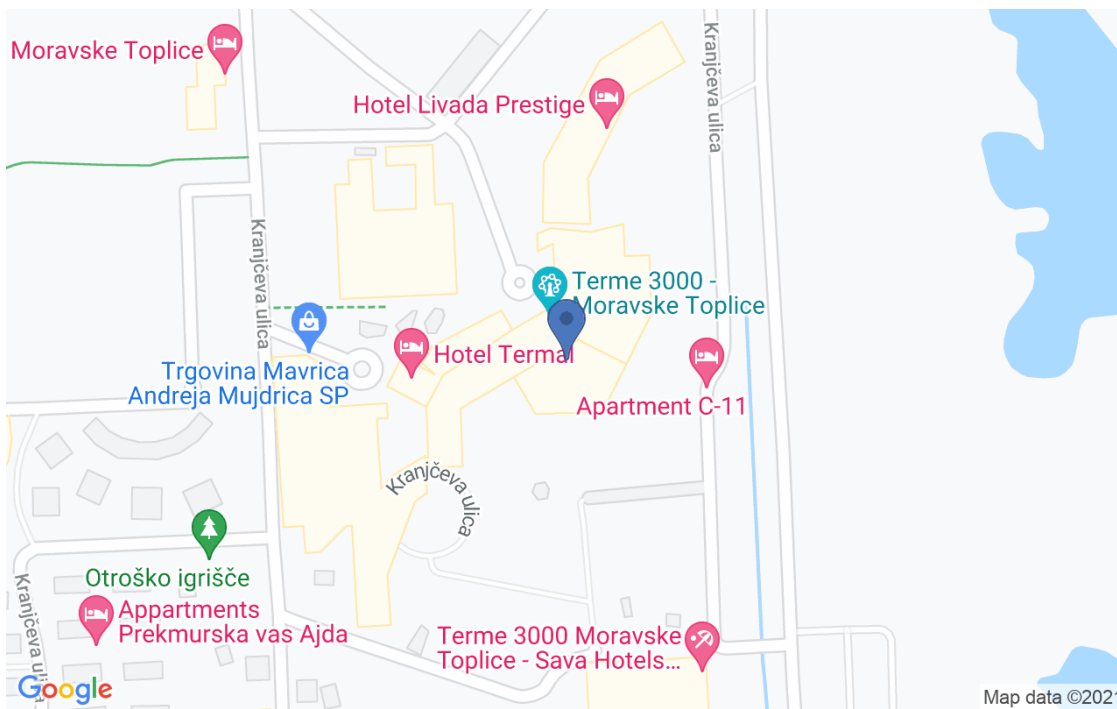 Moravske Toplice
Hotel Livada Prestige
Kranjčeva ulica
Kranjčeva ulica
Terme 3000 -
Moravske Toplice
Trgovina Mavrica
Andreja Mujdrica SP
Hotel Termal
Apartment C-11
Kranjčeva ulica
Otroško igrišče
Kranjčeva ulica
Appartments
Prekmurska vas Ajda
Terme 3000 Moravske
Toplice - Sava Hotels...
Google
Map data ©2021